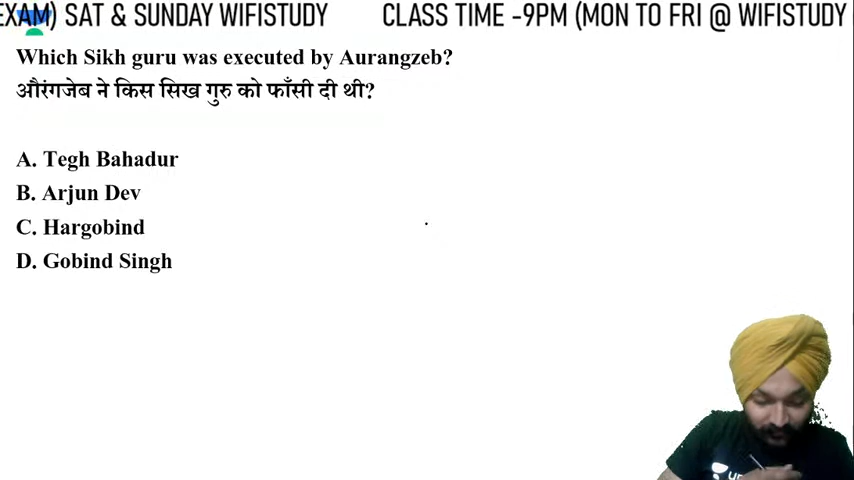 EXAM) SAT & SUNDAY WIFISTUDY CLASS TIME -9PM (MON TO FRI @ WIFISTUDY
Which Sikh guru was executed by Aurangzeb?
औरंगजेब ने किस सिख गुरु को फाँसी दी थी?
A. Tegh Bahadur
B. Arjun Dev
C. Hargobind
D. Gobind Singh